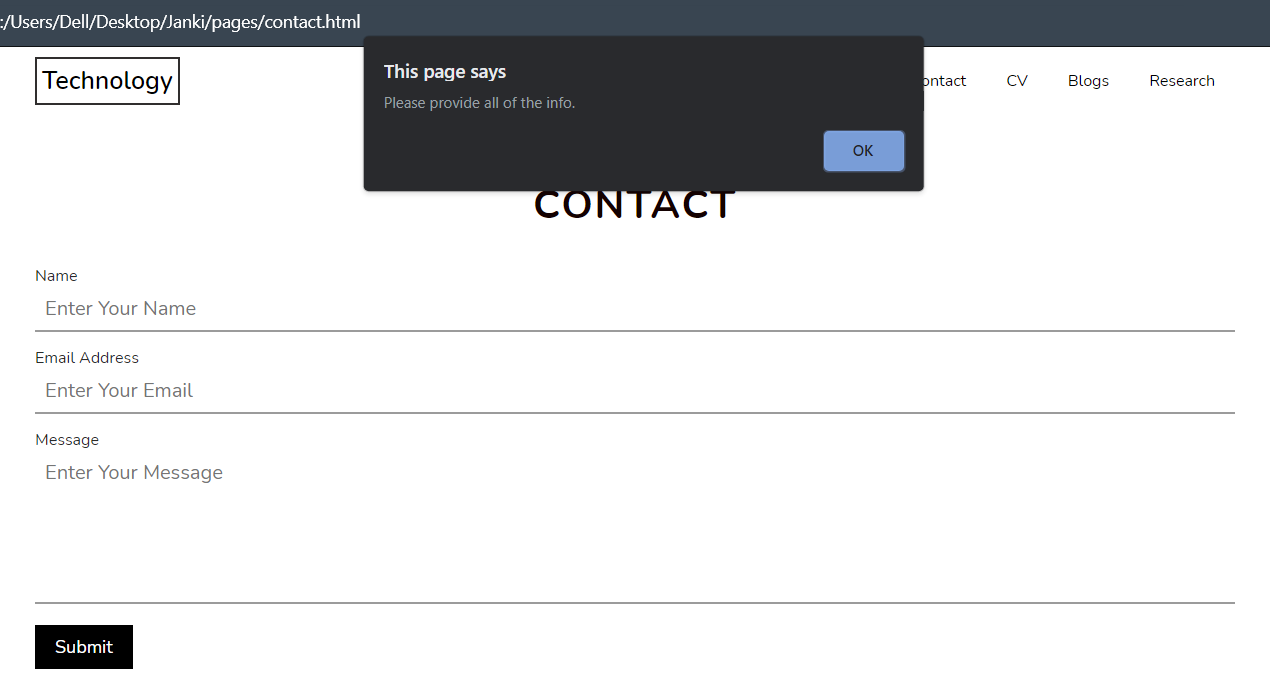 :/Users/Dell/Desktop/Janki/pages/contact.html
This page says
Please provide all of the info.
OK
Technology
ontact CV Blogs Research
CONTACT
Name
Enter Your Name
Email Address
Enter Your Email
Message
Enter Your Message
Submit